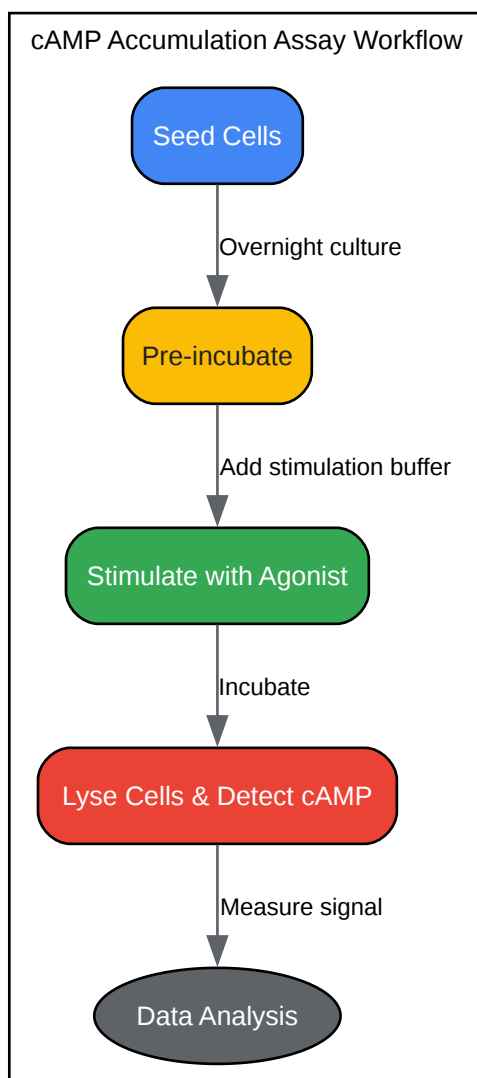 cAMP Accumulation Assay Workflow
Seed Cells
Overnight culture
Pre-incubate
Add stimulation buffer
Stimulate with Agonist
Incubate
Lyse Cells & Detect cAMP
Measure signal
Data Analysis